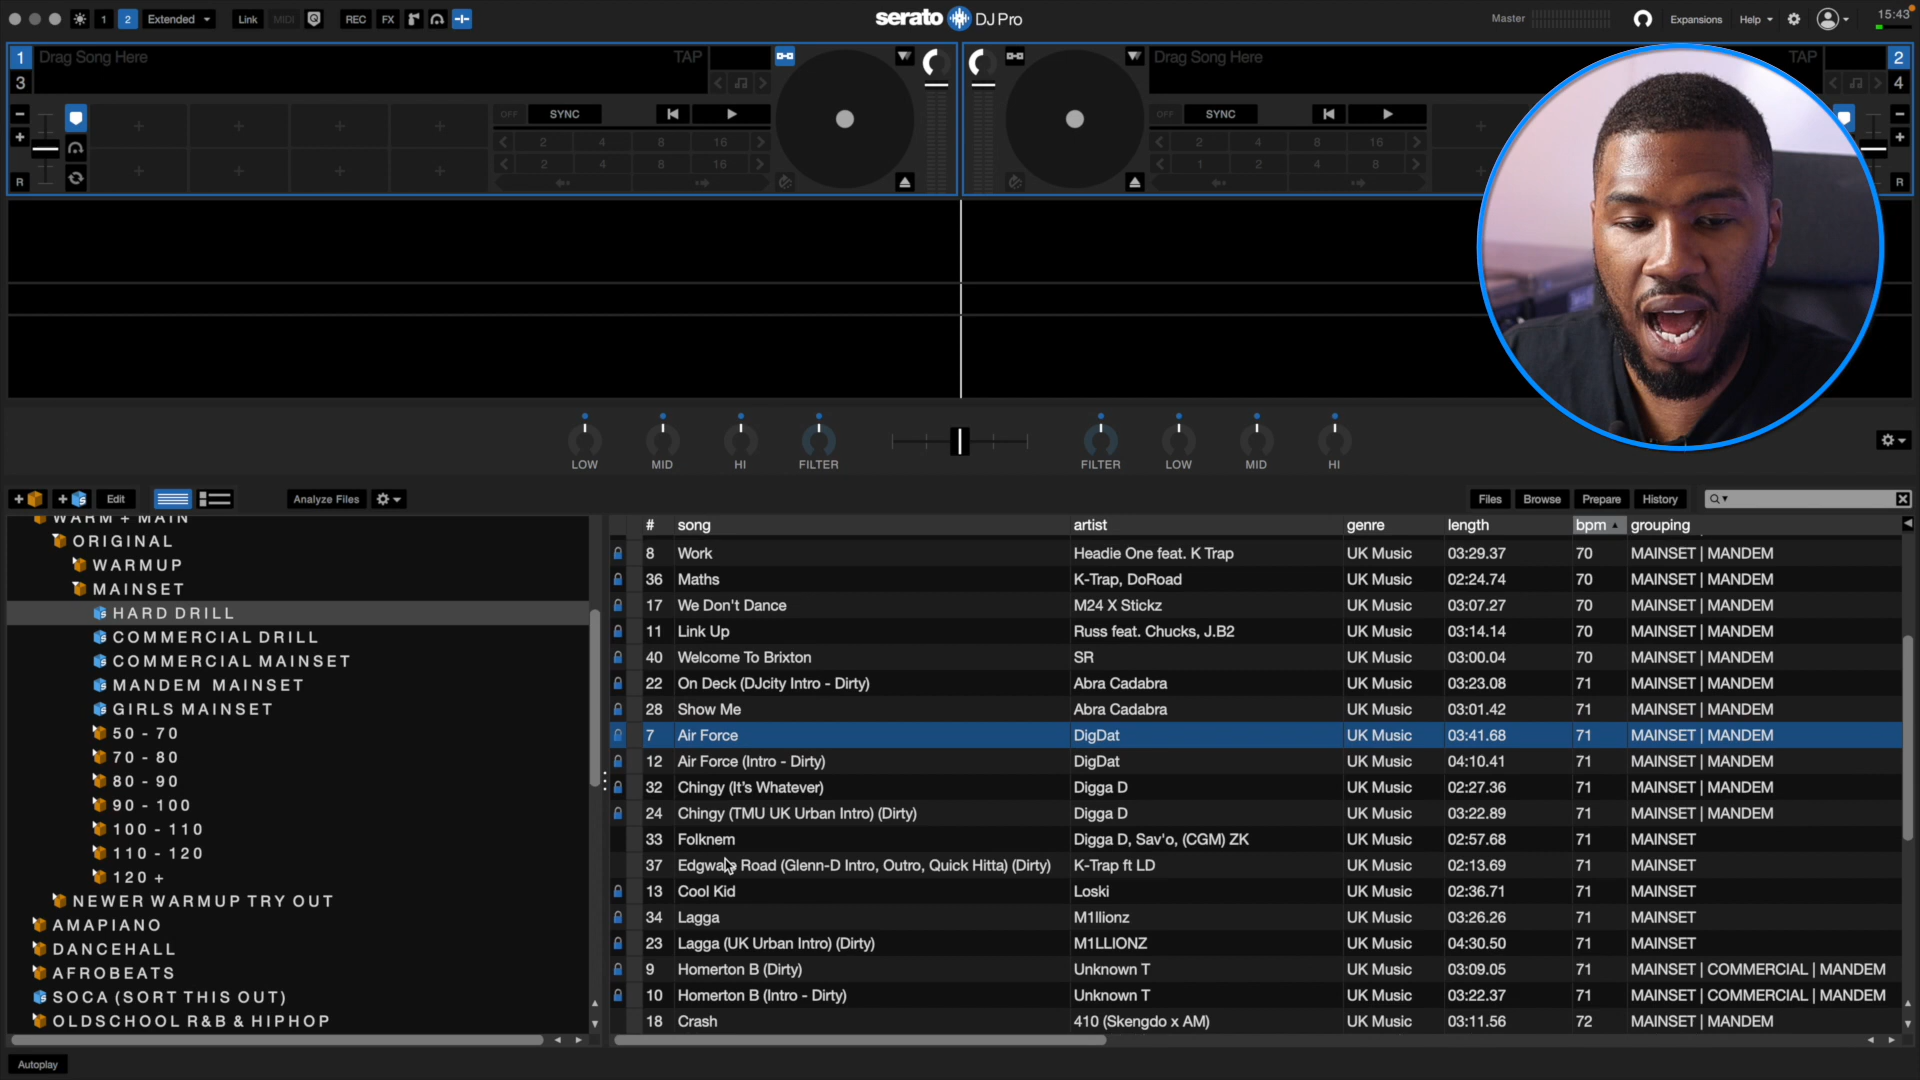 1 2 Extended Link MIDI REC FX serato DJ Pro Master Expansions Help 15:43
1 Drag Song Here TAP Drag Song Here TAP 2
3 4
OFF SYNC OFF SYNC
2 4 8 16 2 4 8 16
R 2 4 8 16 1 2 4 8 R
LOW MID HI FILTER FILTER LOW MID HI
Edit Analyze Files Files Browse Prepare History
WARM + MAIN
ORIGINAL
WARMUP
MAINSET
HARD DRILL
COMMERCIAL DRILL
COMMERCIAL MAINSET
MANDEM MAINSET
GIRLS MAINSET
50 - 70
70 - 80
80 - 90
90 - 100
100 - 110
110 - 120
120 +
NEWER WARMUP TRY OUT
AMAPIANO
DANCEHALL
AFROBEATS
SOCA (SORT THIS OUT)
OLDSCHOOL R&B & HIPHOP
# song artist genre length bpm grouping
8 Work Headie One feat. K Trap UK Music 03:29.37 70 MAINSET | MANDEM
36 Maths K-Trap, DoRoad UK Music 02:24.74 70 MAINSET | MANDEM
17 We Don't Dance M24 X Stickz UK Music 03:07.27 70 MAINSET | MANDEM
11 Link Up Russ feat. Chucks, J.B2 UK Music 03:14.14 70 MAINSET | MANDEM
40 Welcome To Brixton SR UK Music 03:00.04 70 MAINSET | MANDEM
22 On Deck (DJcity Intro - Dirty) Abra Cadabra UK Music 03:23.08 71 MAINSET | MANDEM
28 Show Me Abra Cadabra UK Music 03:01.42 71 MAINSET | MANDEM
7 Air Force DigDat UK Music 03:41.68 71 MAINSET | MANDEM
12 Air Force (Intro - Dirty) DigDat UK Music 04:10.41 71 MAINSET | MANDEM
32 Chingy (It's Whatever) Digga D UK Music 02:27.36 71 MAINSET | MANDEM
24 Chingy (TMU UK Urban Intro) (Dirty) Digga D UK Music 03:22.89 71 MAINSET | MANDEM
33 Folknem Digga D, Sav'o, (CGM) ZK UK Music 02:57.68 71 MAINSET
37 Edgware Road (Glenn-D Intro, Outro, Quick Hitta) (Dirty) K-Trap ft LD UK Music 02:13.69 71 MAINSET
13 Cool Kid Loski UK Music 02:36.71 71 MAINSET
34 Lagga M1llionz UK Music 03:26.26 71 MAINSET
23 Lagga (UK Urban Intro) (Dirty) M1LLIONZ UK Music 04:30.50 71 MAINSET
9 Homerton B (Dirty) Unknown T UK Music 03:09.05 71 MAINSET | COMMERCIAL | MANDEM
10 Homerton B (Intro - Dirty) Unknown T UK Music 03:22.37 71 MAINSET | COMMERCIAL | MANDEM
18 Crash 410 (Skengdo x AM) UK Music 03:11.56 72 MAINSET | MANDEM
Autoplay